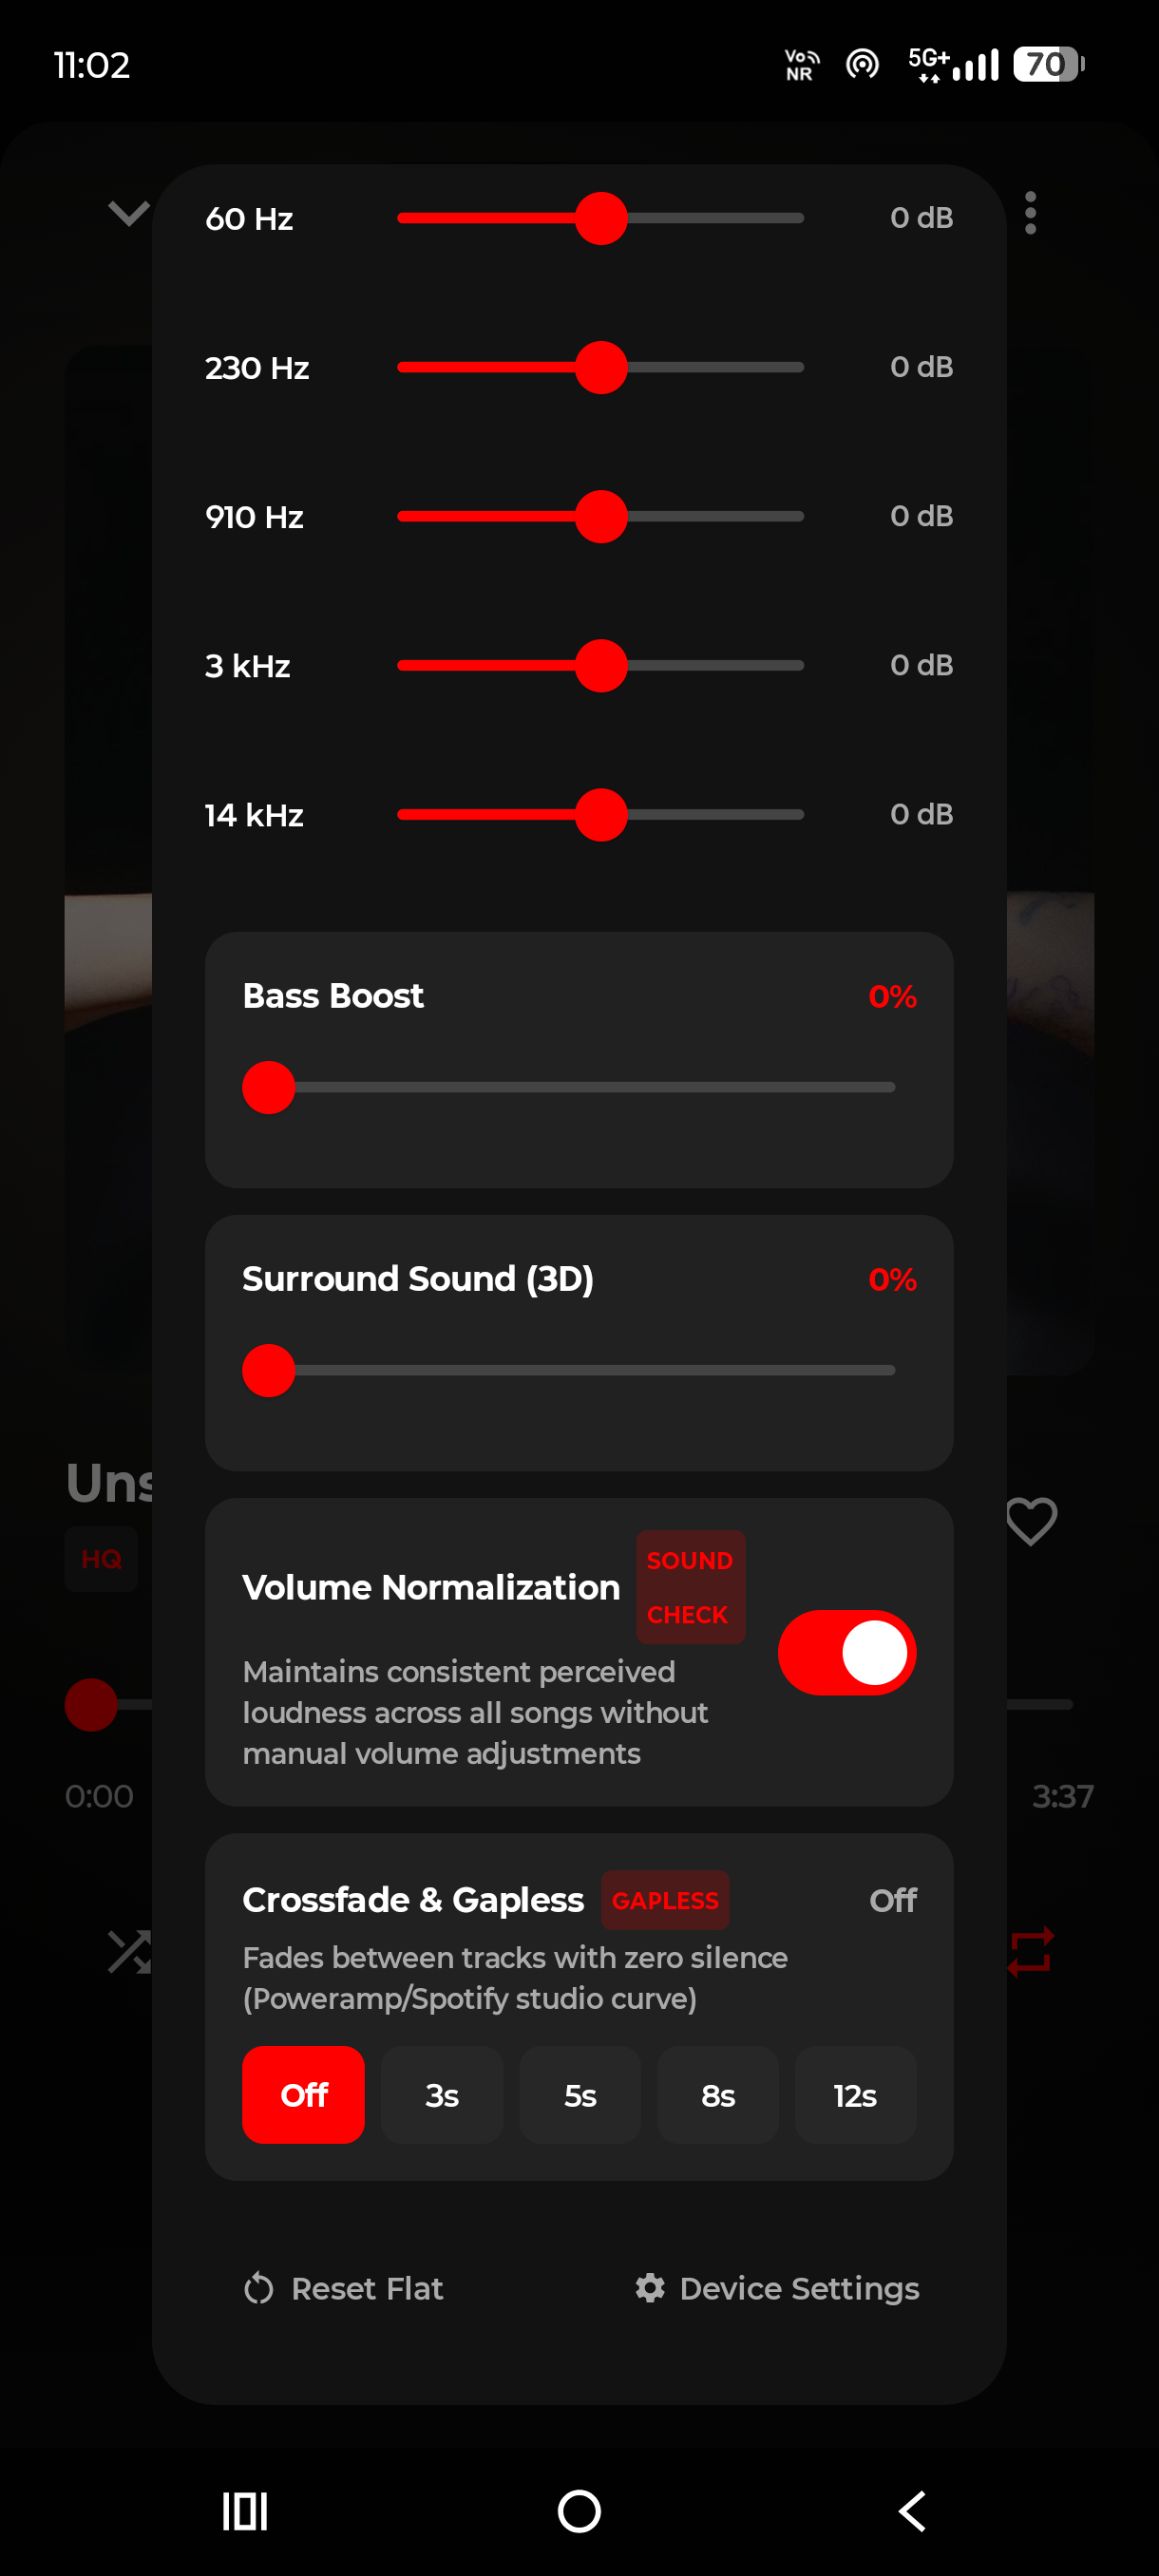 11:02
Vo NR
5G+
70
60 Hz 0 dB
230 Hz 0 dB
910 Hz 0 dB
3 kHz 0 dB
14 kHz 0 dB
Bass Boost 0%
Surround Sound (3D) 0%
Uns
HQ
Volume Normalization
SOUND
CHECK
Maintains consistent perceived
loudness across all songs without
manual volume adjustments
0:00 3:37
Crossfade & Gapless GAPLESS Off
Fades between tracks with zero silence
(Poweramp/Spotify studio curve)
Off 3s 5s 8s 12s
Reset Flat Device Settings